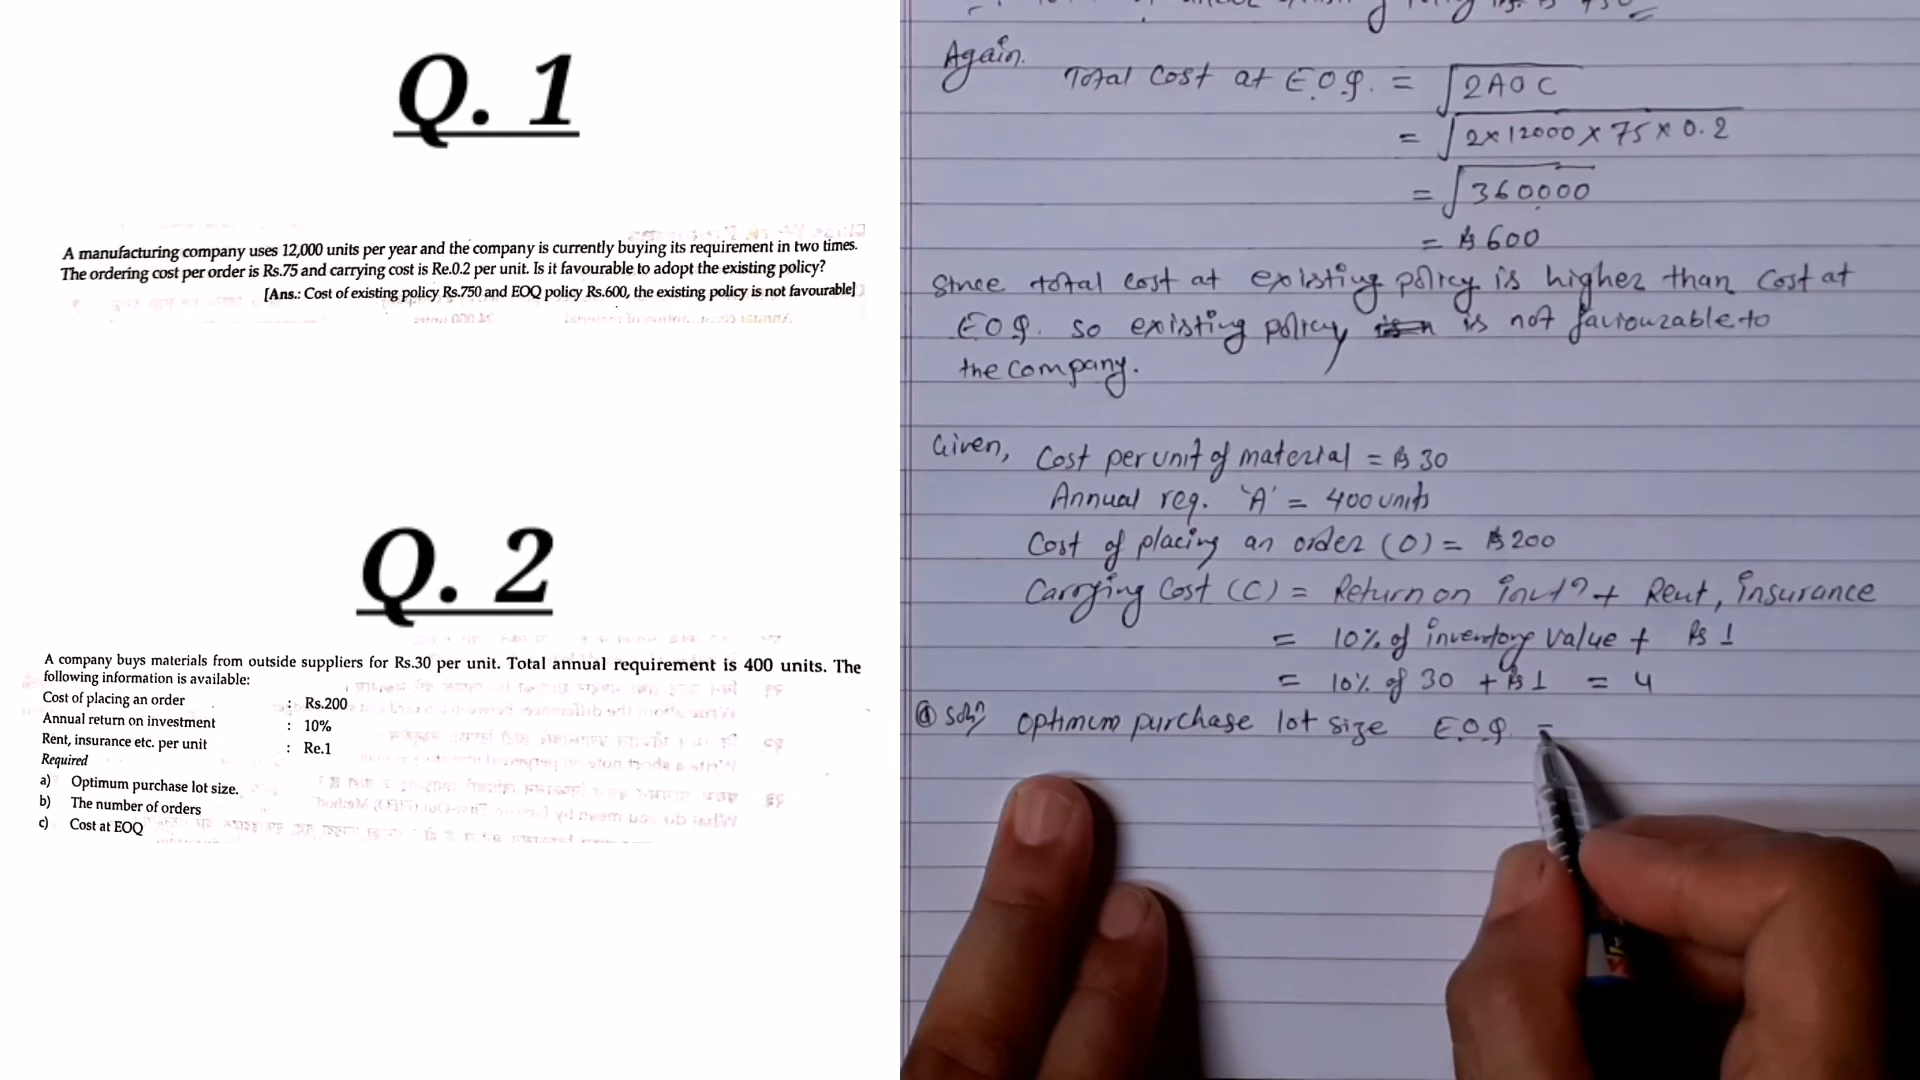 Q. 1
A manufacturing company uses 12,000 units per year and the company is currently buying its requirement in two times.
The ordering cost per order is Rs.75 and carrying cost is Re.0.2 per unit. Is it favourable to adopt the existing policy?
[Ans.: Cost of existing policy Rs.750 and EOQ policy Rs.600, the existing policy is not favourable]
Q. 2
A company buys materials from outside suppliers for Rs.30 per unit. Total annual requirement is 400 units. The
following information is available:
Cost of placing an order : Rs.200
Annual return on investment : 10%
Rent, insurance etc. per unit : Re.1
Required
a) Optimum purchase lot size.
b) The number of orders
c) Cost at EOQ
Again.
Total Cost at E.O.Q. = √2AOC
= √2×12000×75×0.2
= √360000
= Rs 600
Since total cost at existing policy is higher than cost at
E.O.Q. so existing policy is not faviourable to
the company.
Given, Cost per unit of material = Rs 30
Annual req. 'A' = 400 units
Cost of placing an order (O) = Rs 200
Carrying Cost (C) = Return on invt? + Rent, insurance
= 10% of inventory value + Rs 1
= 10% of 30 + Rs 1 = 4
(a) Sol? Optimum purchase lot size E.O.Q. =